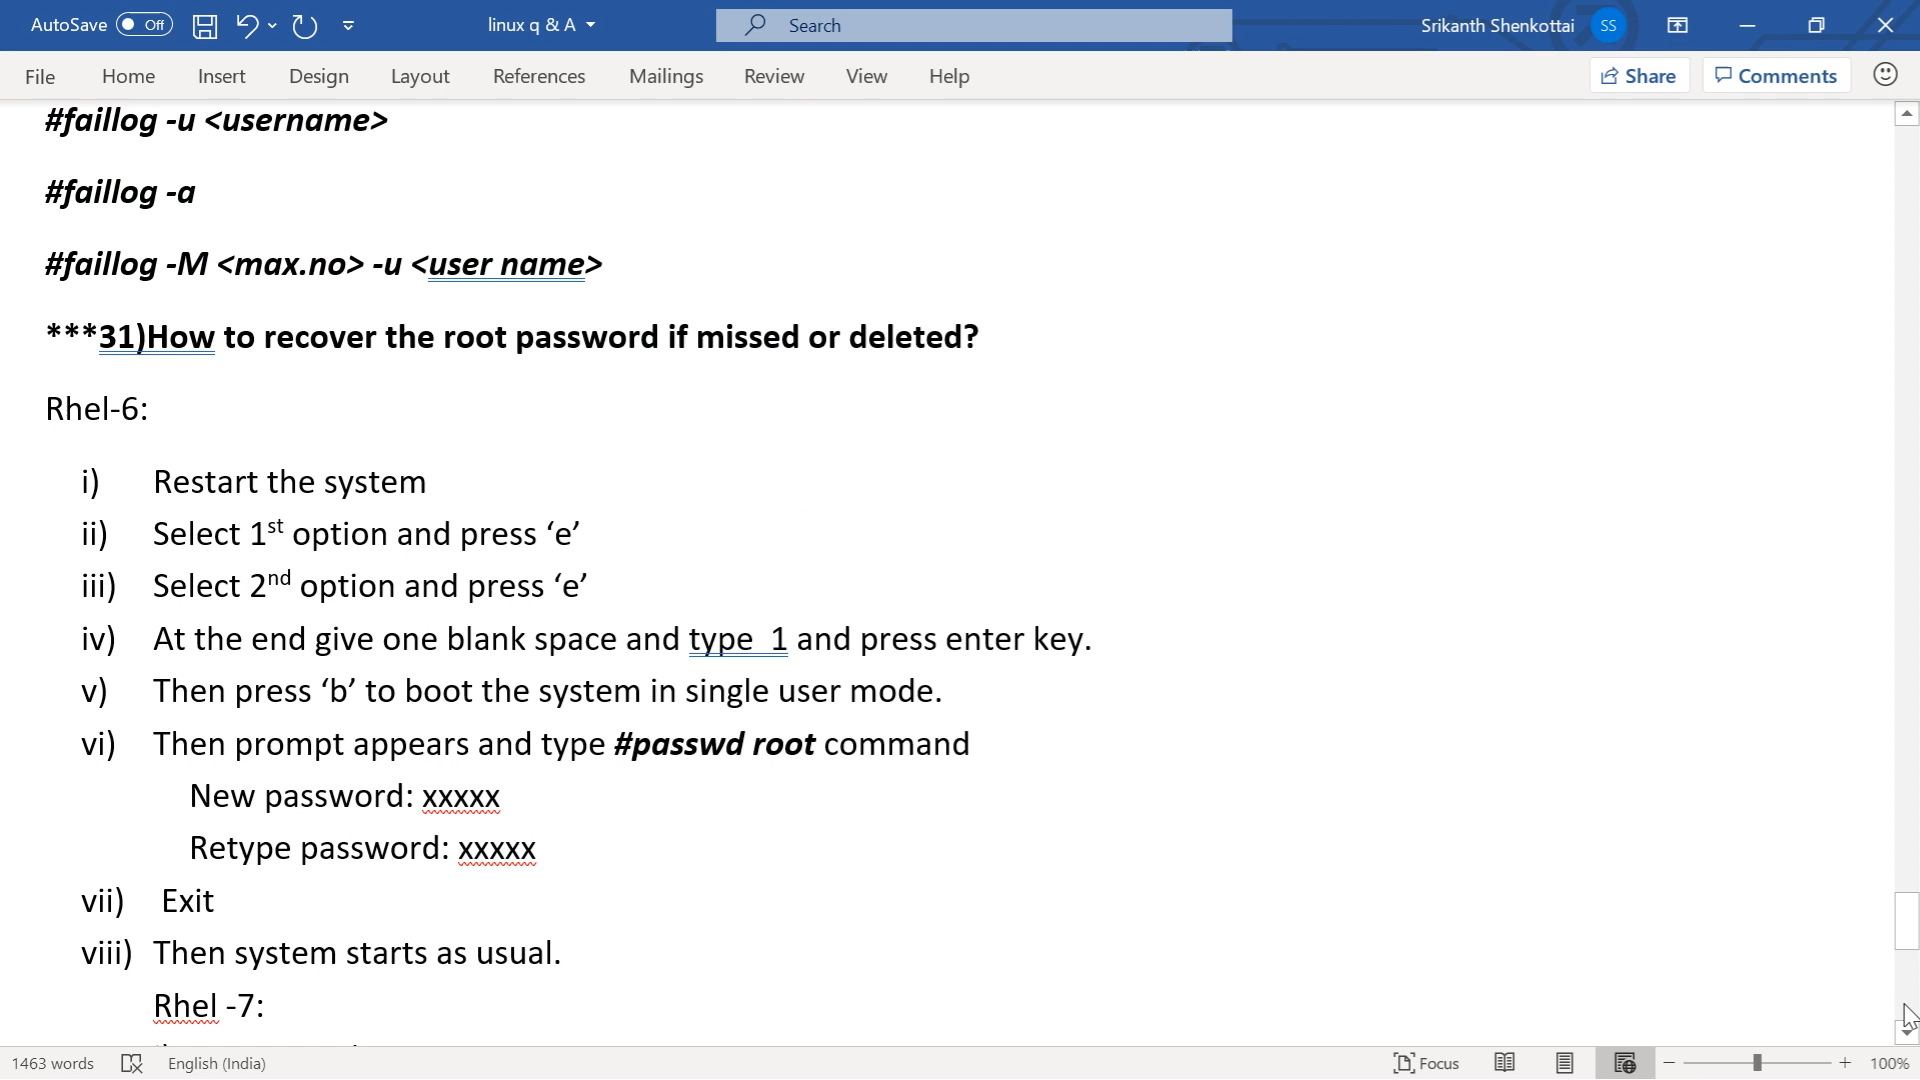 AutoSave Off linux q & A Search Srikanth Shenkottai SS
File Home Insert Design Layout References Mailings Review View Help Share Comments
#faillog -u <username>
#faillog -a
#faillog -M <max.no> -u <user name>
***31)How to recover the root password if missed or deleted?
Rhel-6:
i) Restart the system
ii) Select 1st option and press ‘e’
iii) Select 2nd option and press ‘e’
iv) At the end give one blank space and type  1 and press enter key.
v) Then press ‘b’ to boot the system in single user mode.
vi) Then prompt appears and type #passwd root command
New password: xxxxx
Retype password: xxxxx
vii) Exit
viii) Then system starts as usual.
Rhel -7:
1463 words English (India) Focus 100%